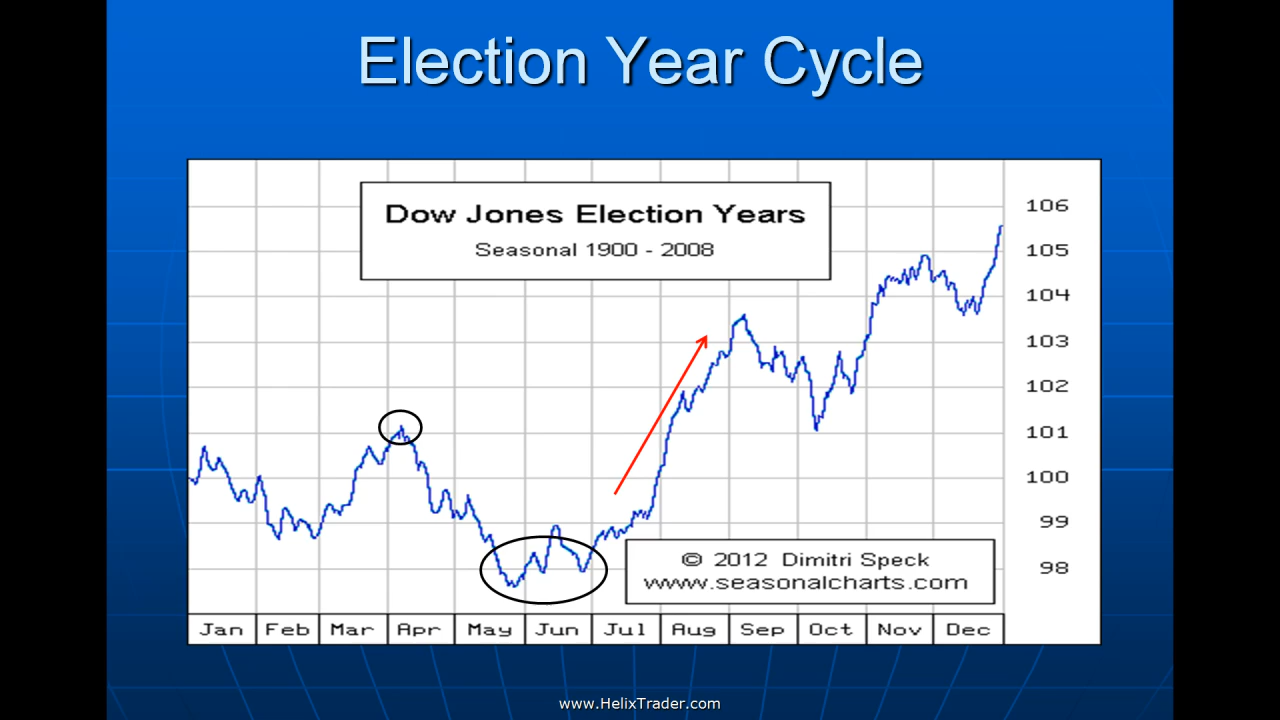 Election Year Cycle
Dow Jones Election Years
Seasonal 1900 - 2008
106
105
104
103
102
101
100
99
98
© 2012 Dimitri Speck
www.seasonalcharts.com
Jan Feb Mar Apr May Jun Jul Aug Sep Oct Nov Dec
www.HelixTrader.com